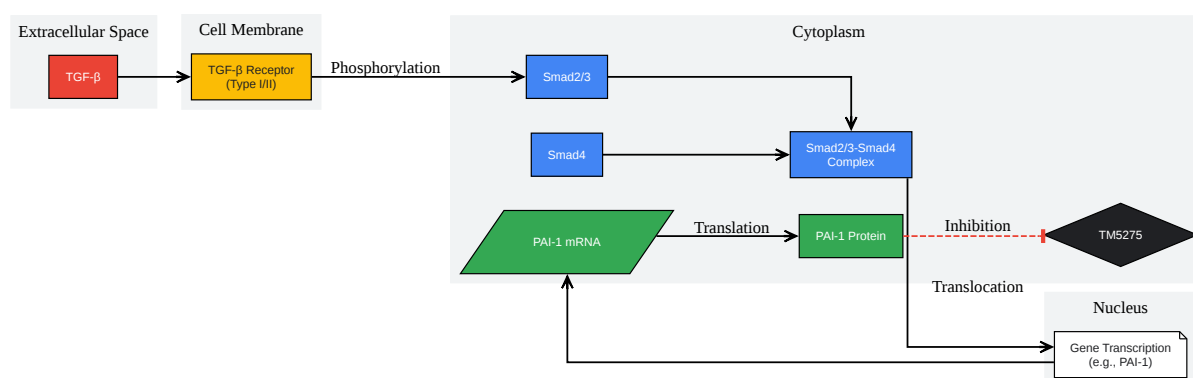 Extracellular Space
Cell Membrane
Cytoplasm
TGF-β
TGF-β Receptor
(Type I/II)
Phosphorylation
Smad2/3
Smad4
Smad2/3-Smad4
Complex
PAI-1 mRNA
Translation
PAI-1 Protein
Inhibition
TM5275
Translocation
Nucleus
Gene Transcription
(e.g., PAI-1)